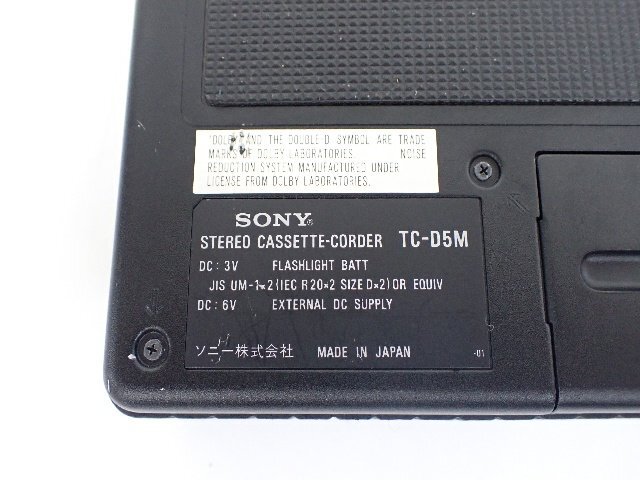 "DOLBY" AND THE DOUBLE D SYMBOL ARE TRADE
MARKS OF DOLBY LABORATORIES. NOISE
REDUCTION SYSTEM MANUFACTURED UNDER
LICENSE FROM DOLBY LABORATORIES.
SONY®
STEREO CASSETTE-CORDER TC-D5M
DC: 3V FLASHLIGHT BATT
JIS UM-1×2(IEC R20×2 SIZE D×2) OR EQUIV
DC: 6V EXTERNAL DC SUPPLY
ソニー株式会社 MADE IN JAPAN -01